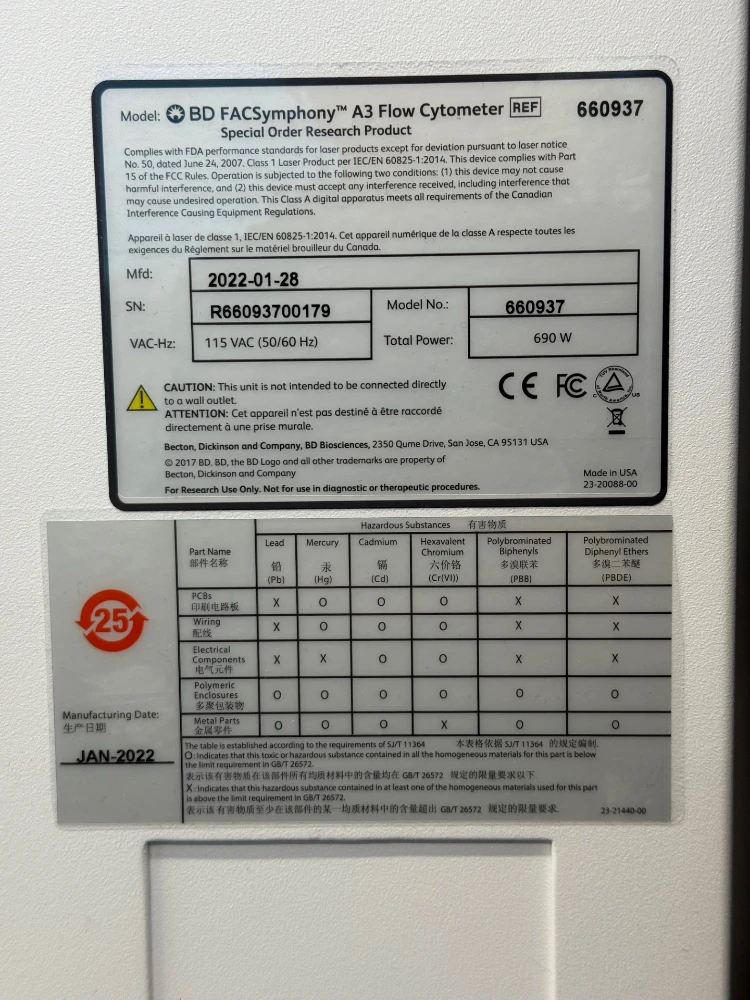 Model: BD FACSymphony™ A3 Flow Cytometer REF 660937
Special Order Research Product
Complies with FDA performance standards for laser products except for deviation pursuant to laser notice
No. 50, dated June 24, 2007. Class 1 Laser Product per IEC/EN 60825-1:2014. This device complies with Part
15 of the FCC Rules. Operation is subjected to the following two conditions: (1) this device may not cause
harmful interference, and (2) this device must accept any interference received, including interference that
may cause undesired operation. This Class A digital apparatus meets all requirements of the Canadian
Interference Causing Equipment Regulations.
Appareil à laser de classe 1, IEC/EN 60825-1:2014. Cet appareil numérique de la classe A respecte toutes les
exigences du Règlement sur le matériel brouilleur du Canada.
Mfd: 2022-01-28
SN: R66093700179 Model No.: 660937
VAC-Hz: 115 VAC (50/60 Hz) Total Power: 690 W
CAUTION: This unit is not intended to be connected directly
to a wall outlet.
ATTENTION: Cet appareil n'est pas destiné à être raccordé
directement à une prise murale.
CE FC
C US
Becton, Dickinson and Company, BD Biosciences, 2350 Qume Drive, San Jose, CA 95131 USA
© 2017 BD. BD, the BD Logo and all other trademarks are property of
Becton, Dickinson and Company
For Research Use Only. Not for use in diagnostic or therapeutic procedures.
Made in USA
23-20088-00
25
Manufacturing Date:
生产日期
JAN-2022
Hazardous Substances 有害物质
Part Name Lead Mercury Cadmium Hexavalent Chromium Polybrominated Biphenyls Polybrominated Diphenyl Ethers
部件名称 铅 汞 镉 六价铬 多溴联苯 多溴二苯醚
(Pb) (Hg) (Cd) (Cr(VI)) (PBB) (PBDE)
PCBs 印刷电路板 X O O O X X
Wiring 配线 X O O O X X
Electrical Components 电气元件 X X O O X X
Polymeric Enclosures 多聚包装物 O O O O O O
Metal Parts 金属零件 O O O X O O
The table is established according to the requirements of SJ/T 11364 本表格依据 SJ/T 11364 的规定编制.
O: Indicates that this toxic or hazardous substance contained in all the homogeneous materials for this part is below
the limit requirement in GB/T 26572.
表示该有害物质在该部件所有均质材料中的含量均在 GB/T 26572 规定的限量要求以下
X: Indicates that this hazardous substance contained in at least one of the homogeneous materials used for this part
is above the limit requirement in GB/T 26572.
表示该有害物质至少在该部件的某一均质材料中的含量超出 GB/T 26572 规定的限量要求.
23-21440-00